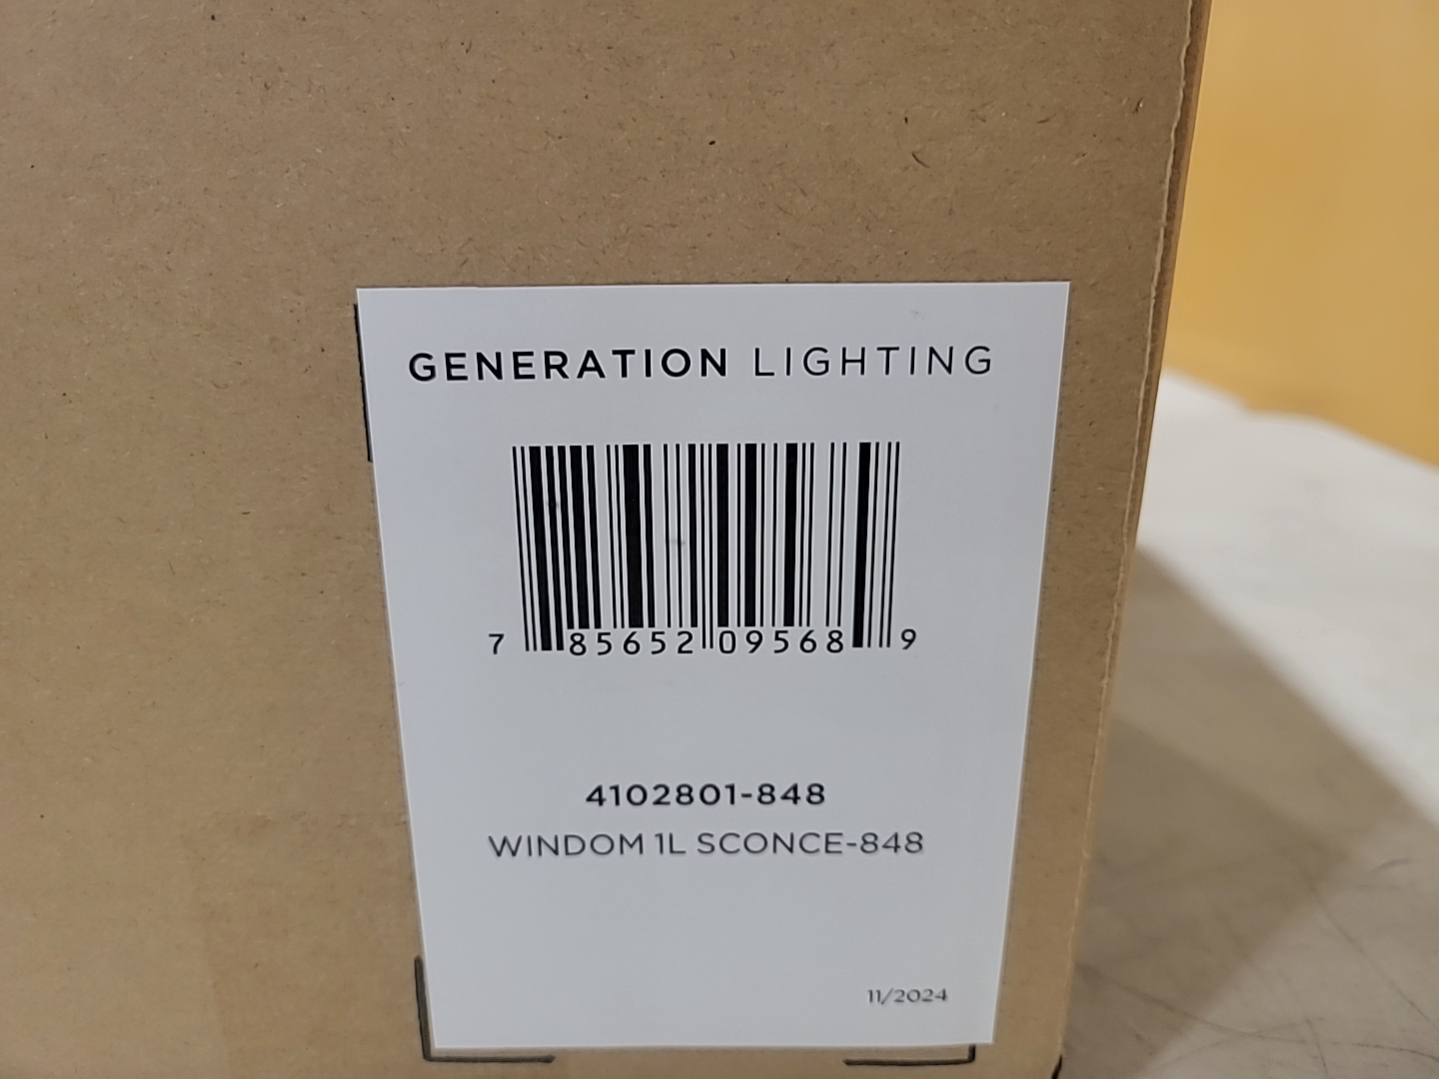 GENERATION LIGHTING
7 85652 09568 9
4102801-848
WINDOM 1L SCONCE-848
11/2024